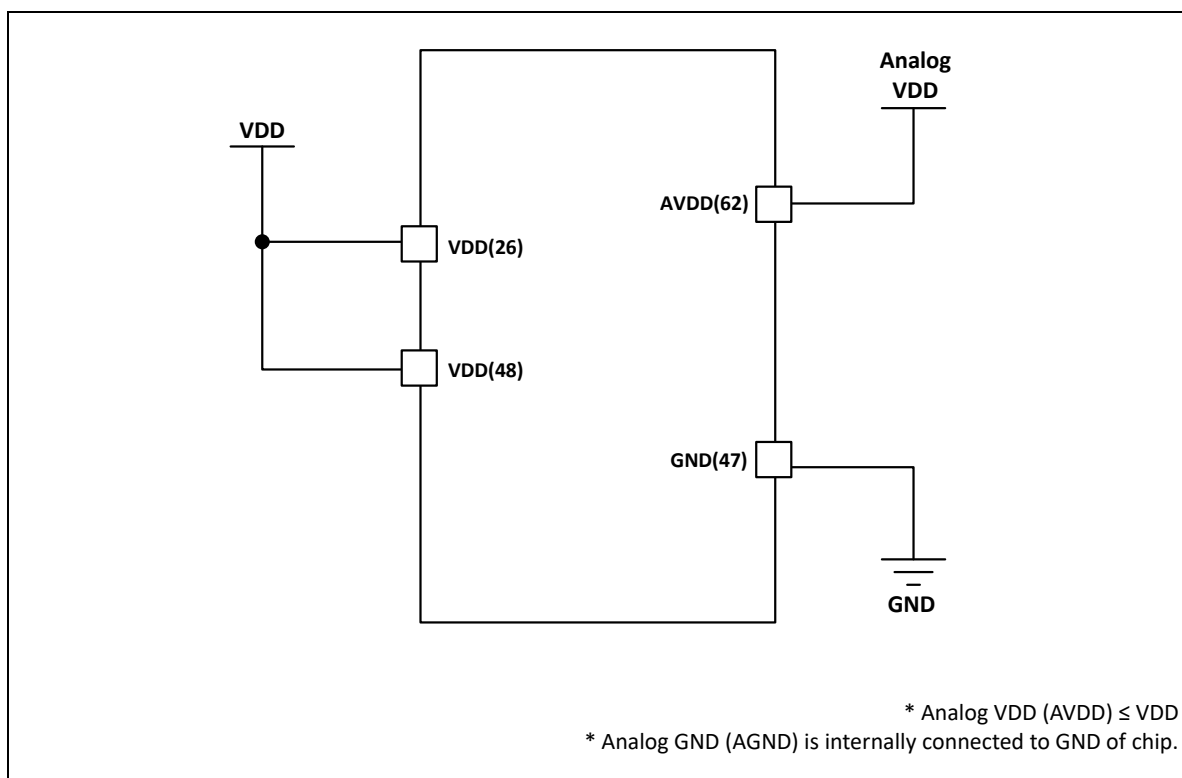 Analog
VDD
VDD
AVDD(62)
VDD(26)
VDD(48)
GND(47)
GND
* Analog VDD (AVDD) ≤ VDD
* Analog GND (AGND) is internally connected to GND of chip.